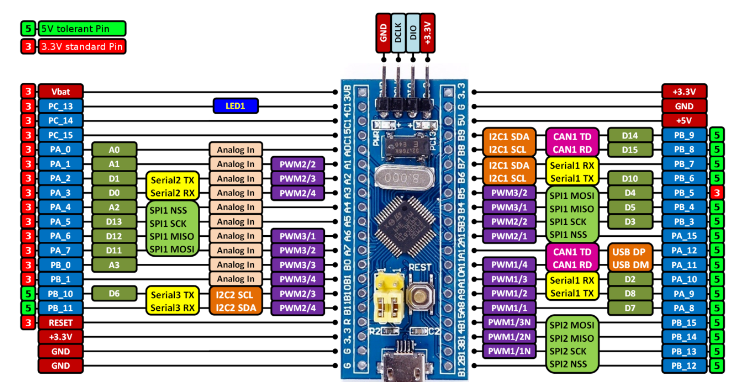 5 5V tolerant Pin
3 3.3V standard Pin
GND DCLK DIO +3.3V
3 Vbat
3 PC_13 LED1
3 PC_14
3 PC_15
3 PA_0 A0 Analog In
3 PA_1 A1 Analog In PWM2/2
3 PA_2 D1 Serial2 TX Analog In PWM2/3
3 PA_3 D0 Serial2 RX Analog In PWM2/4
3 PA_4 A2 SPI1 NSS Analog In
3 PA_5 D13 SPI1 SCK Analog In
3 PA_6 D12 SPI1 MISO Analog In PWM3/1
3 PA_7 D11 SPI1 MOSI Analog In PWM3/2
3 PB_0 A3 Analog In PWM3/3
3 PB_1 Analog In PWM3/4
5 PB_10 D6 Serial3 TX I2C2 SCL PWM2/3
5 PB_11 Serial3 RX I2C2 SDA PWM2/4
3 RESET
+3.3V
GND
GND
PWR
PC13
8.000
REST
R2
C2
+3.3V
GND
+5V
I2C1 SDA CAN1 TD D14 PB_9 5
I2C1 SCL CAN1 RD D15 PB_8 5
I2C1 SDA Serial1 RX PB_7 5
I2C1 SCL Serial1 TX D10 PB_6 5
PWM3/2 SPI1 MOSI D4 PB_5 3
PWM3/1 SPI1 MISO D5 PB_4 5
PWM2/2 SPI1 SCK D3 PB_3 5
PWM2/1 SPI1 NSS PA_15 5
CAN1 TD USB DP PA_12 5
PWM1/4 CAN1 RD USB DM PA_11 5
PWM1/3 Serial1 RX D2 PA_10 5
PWM1/2 Serial1 TX D8 PA_9 5
PWM1/1 D7 PA_8 5
PWM1/3N SPI2 MOSI PB_15 5
PWM1/2N SPI2 MISO PB_14 5
PWM1/1N SPI2 SCK PB_13 5
SPI2 NSS PB_12 5